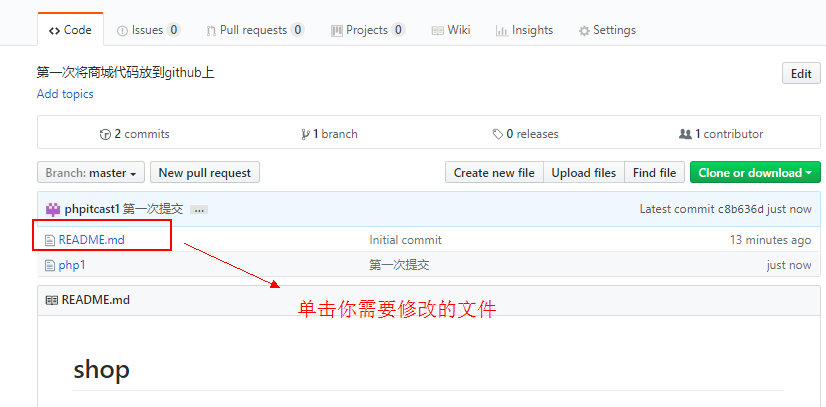 Code Issues 0 Pull requests 0 Projects 0 Wiki Insights Settings
第一次将商城代码放到github上
Edit
Add topics
2 commits 1 branch 0 releases 1 contributor
Branch: master New pull request Create new file Upload files Find file Clone or download
phpitcast1 第一次提交 ... Latest commit c8b636d just now
README.md Initial commit 13 minutes ago
php1 第一次提交 just now
单击你需要修改的文件
README.md
shop